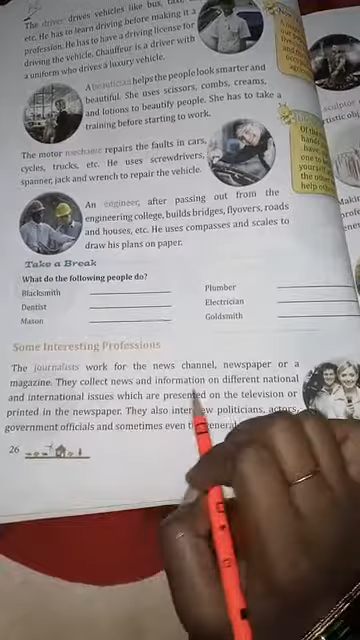 The driver drives vehicles like bus, taxi,
etc. He has to learn driving before making it a
profession. He has to have a driving license for
driving the vehicle. Chauffeur is a driver with
a uniform who drives a luxury vehicle.
A beautician helps the people look smarter and
beautiful. She uses scissors, combs, creams,
and lotions to beautify people. She has to take a
training before starting to work.
The motor mechanic repairs the faults in cars,
cycles, trucks, etc. He uses screwdrivers,
spanner, jack and wrench to repair the vehicle.
An engineer, after passing out from the
engineering college, builds bridges, flyovers, roads
and houses, etc. He uses compasses and scales to
draw his plans on paper.
Take a Break
What do the following people do?
Blacksmith
Dentist
Mason
Plumber
Electrician
Goldsmith
Some Interesting Professions
The journalists work for the news channel, newspaper or a
magazine. They collect news and information on different national
and international issues which are presented on the television or
printed in the newspaper. They also interview politicians, actors,
government officials and sometimes even the general
26